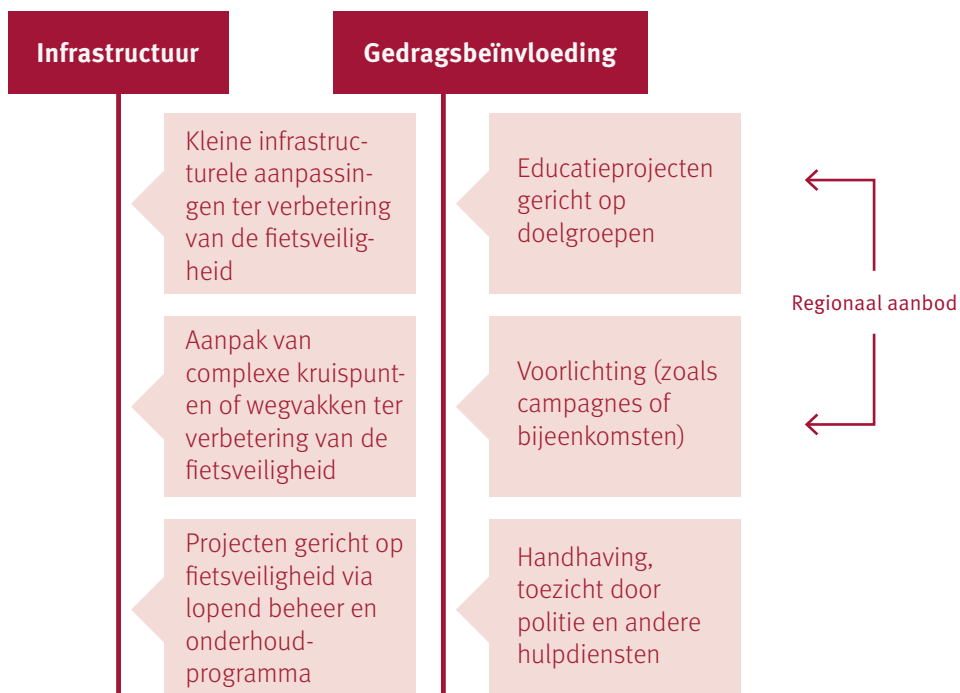 Infrastructuur
Kleine infrastruc-
turele aanpassin-
gen ter verbetering
van de fietsveilig-
heid
Aanpak van
complexe kruispunt-
en of wegvakken ter
verbetering van de
fietsveiligheid
Projecten gericht op
fietsveiligheid via
lopend beheer en
onderhoud-
programma
Gedragsbeïnvloeding
Educatieprojecten
gericht op
doelgroepen
Voorlichting (zoals
campagnes of
bijeenkomsten)
Handhaving,
toezicht door
politie en andere
hulpdiensten
Regionaal aanbod